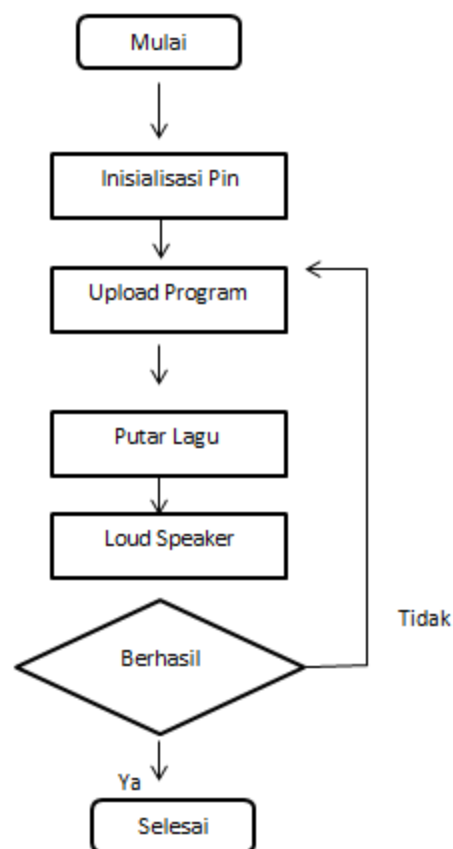 Mulai
Inisialisasi Pin
Upload Program
Putar Lagu
Loud Speaker
Tidak
Berhasil
Ya
Selesai